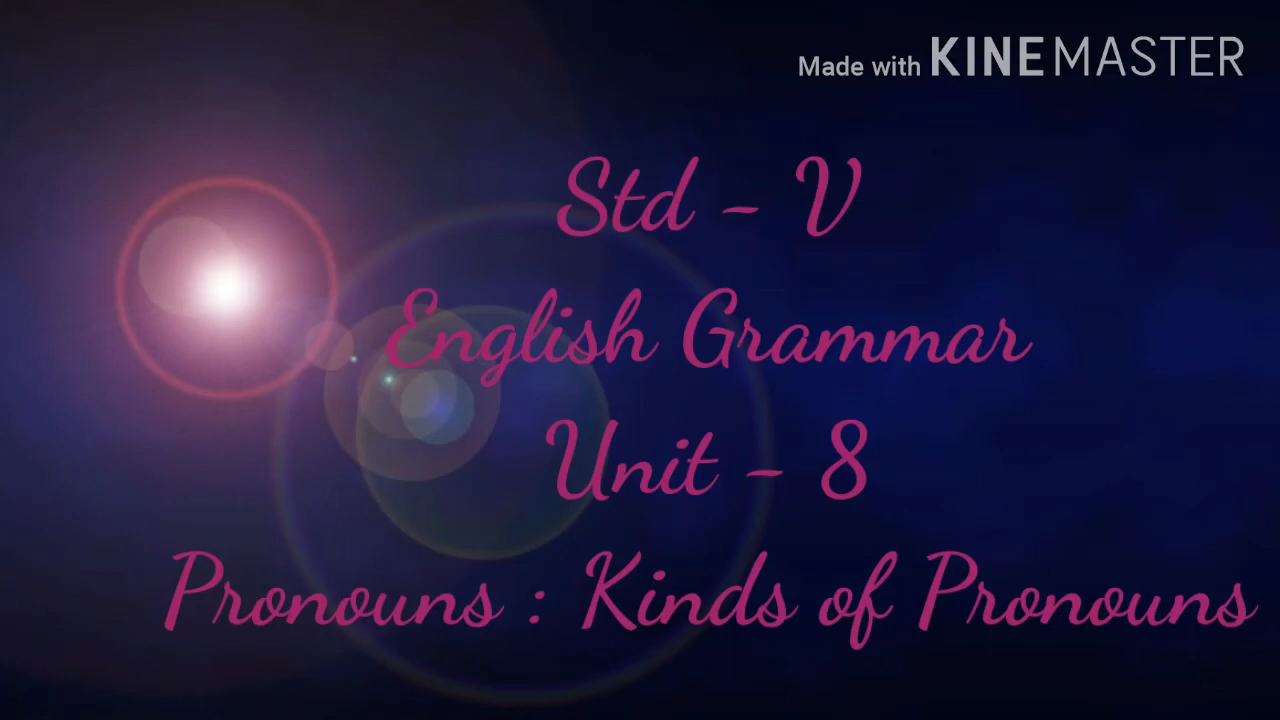 Made with KINEMASTER
Std - V
English Grammar
Unit - 8
Pronouns : Kinds of Pronouns